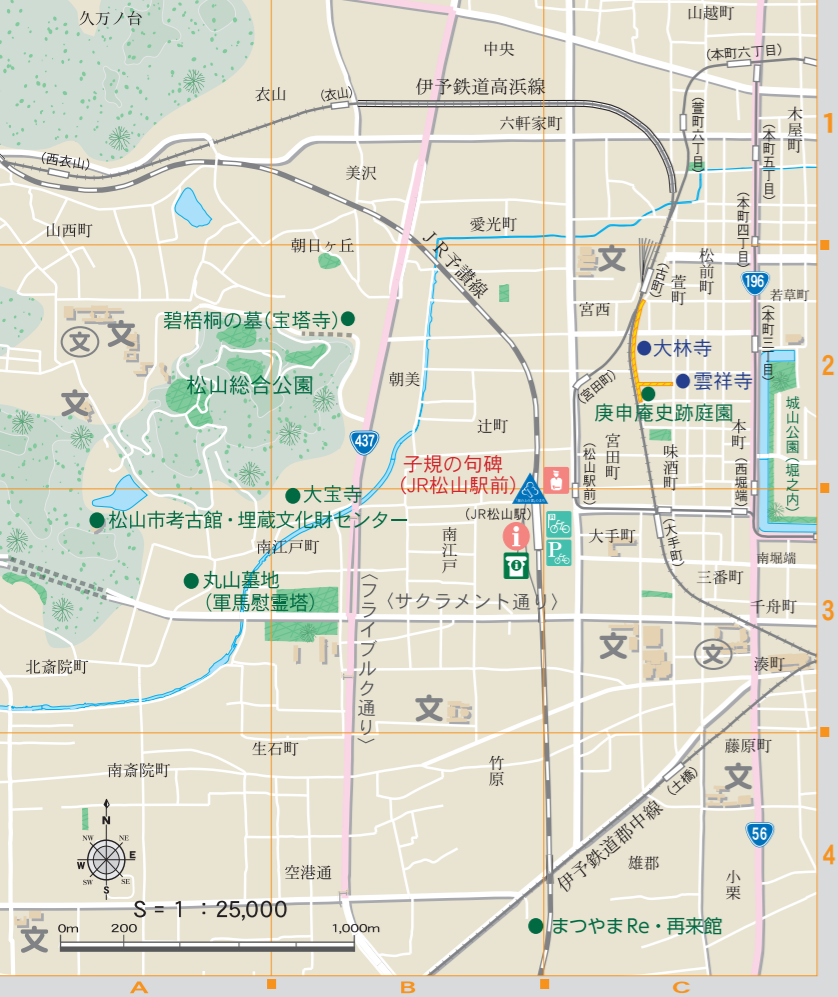 久万ノ台
山越町
中央
(本町六丁目)
衣山
(衣山)
伊予鉄道高浜線
六軒家町
(萱町六丁目)
木屋町
(本町五丁目)
1
(西衣山)
美沢
山西町
愛光町
(本町四丁目)
朝日ヶ丘
JR予讃線
文
(古町)
萱町
松前町
196
若草町
宮西
(本町三丁目)
碧梧桐の墓(宝塔寺)
文
文
大林寺
2
松山総合公園
朝美
(宮田町)
雲祥寺
文
庚申庵史跡庭園
辻町
437
宮田町
味酒町
本町
城山公園(堀之内)
子規の句碑
(JR松山駅前)
(松山駅前)
(西堀端)
大宝寺
松山市考古館・埋蔵文化財センター
(JR松山駅)
i
P
南江戸町
南江戸
大手町
(大手町)
南堀端
丸山墓地
(軍馬慰霊塔)
三番町
千舟町
〈フライブルク通り〉
〈サクラメント通り〉
3
文
文
湊町
北斎院町
文
生石町
藤原町
南斎院町
竹原
文
(土橋)
伊予鉄道郡中線
56
N
NW
NE
W
E
SW
SE
S
空港通
雄郡
小栗
4
S = 1 : 25,000
0m
200
1,000m
文
まつやまRe・再来館
A
B
C